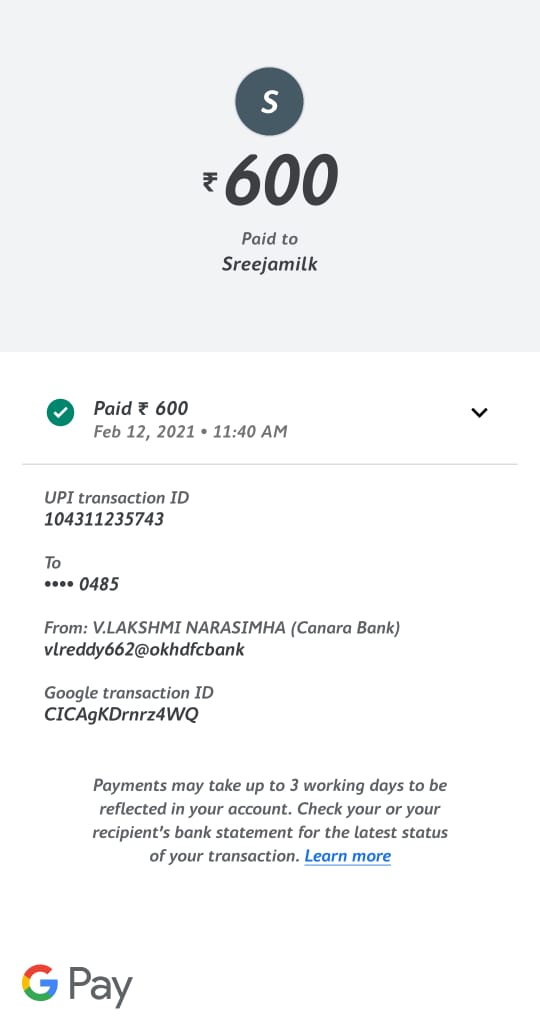 S
₹600
Paid to
Sreejamilk
Paid ₹ 600
Feb 12, 2021 • 11:40 AM
UPI transaction ID
104311235743
To
•••• 0485
From: V.LAKSHMI NARASIMHA (Canara Bank)
vlreddy662@okhdfcbank
Google transaction ID
CICAgKDrnrz4WQ
Payments may take up to 3 working days to be
reflected in your account. Check your or your
recipient's bank statement for the latest status
of your transaction. Learn more
G Pay